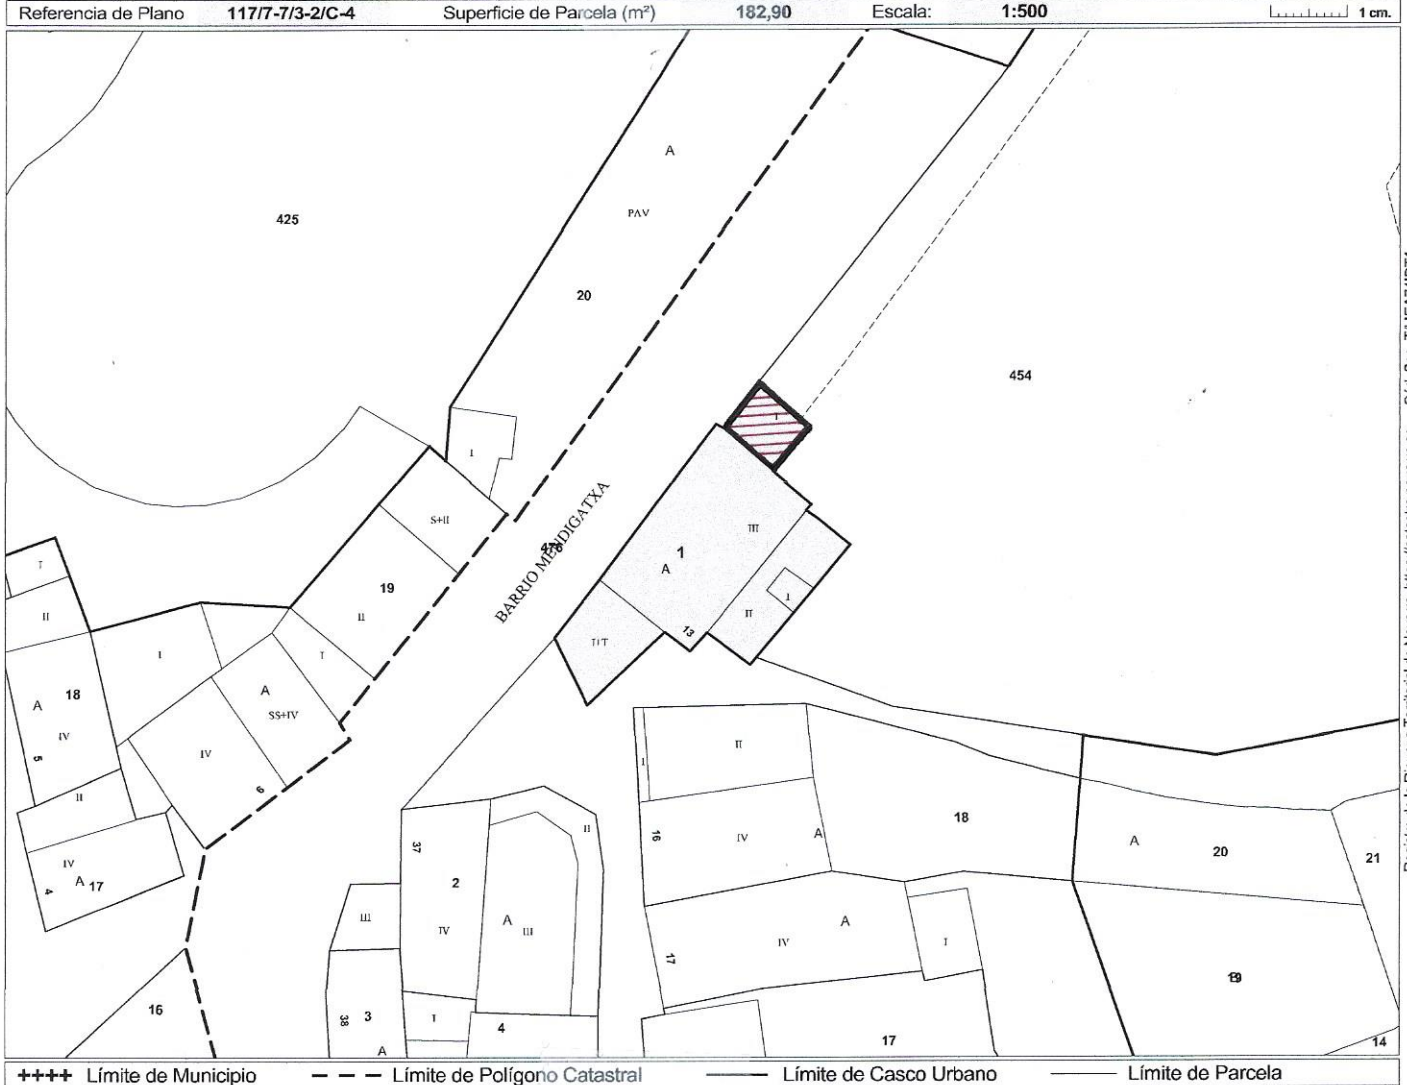 Referencia de Plano 117/7-7/3-2/C-4 Superficie de Parcela (m²) 182,90 Escala: 1:500 1 cm.
A
PAV
425
20
454
I
I
S+II
III
1
A
BARRIO MENDIGATXA
19
II
I
I
II
II
13
I
I
A
SS+IV
18
A
IV
5
IV
6
II
IV
A 17
4
II
I
18
16
IV
A
A
20
21
37
2
II
A
III
IV
III
17
IV
A
I
19
16
38
3
I
4
17
14
A
++++ Límite de Municipio
– – – Límite de Polígono Catastral
Límite de Casco Urbano
Límite de Parcela